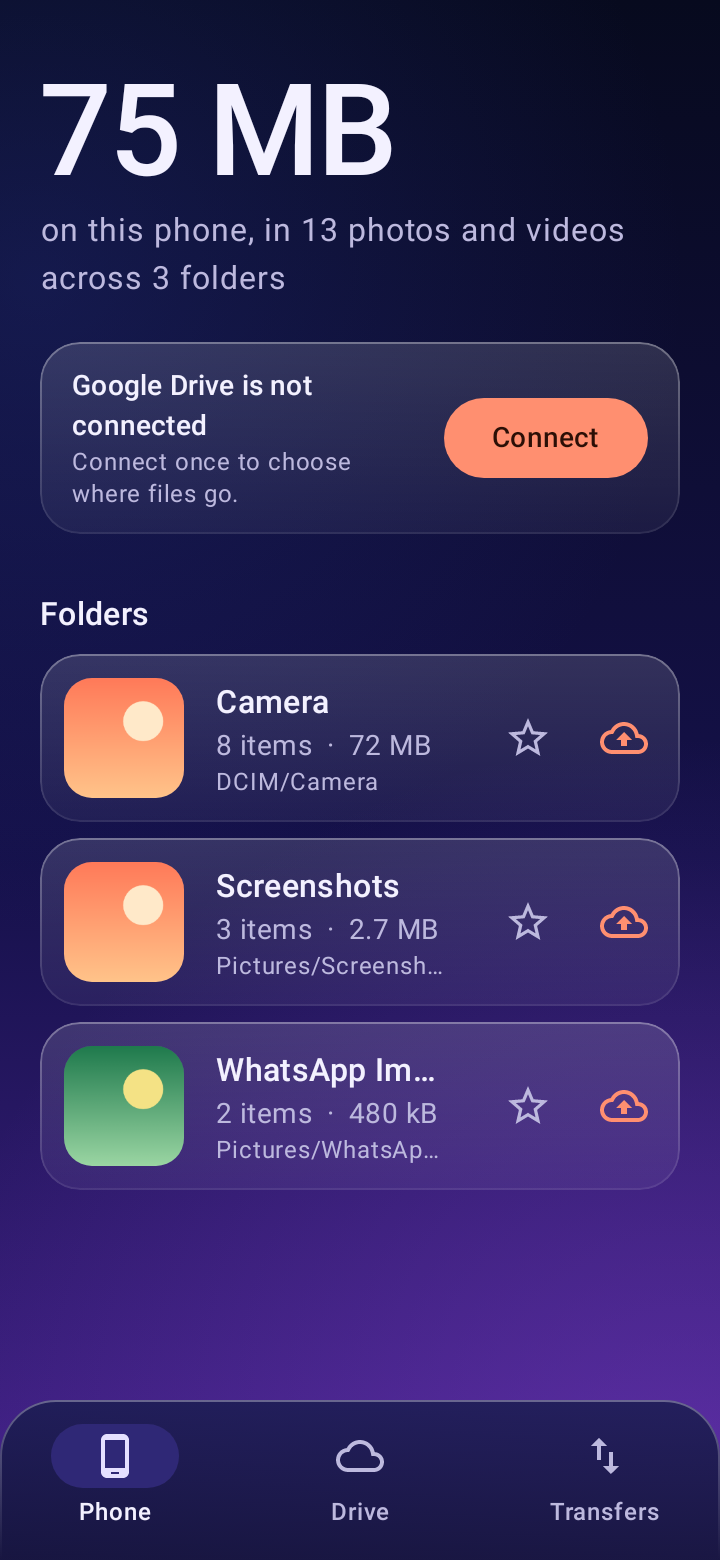 75 MB
on this phone, in 13 photos and videos
across 3 folders
Google Drive is not
connected
Connect once to choose
where files go.
Connect
Folders
Camera
8 items · 72 MB
DCIM/Camera
Screenshots
3 items · 2.7 MB
Pictures/Screensh…
WhatsApp Im…
2 items · 480 kB
Pictures/WhatsAp…
Phone
Drive
Transfers